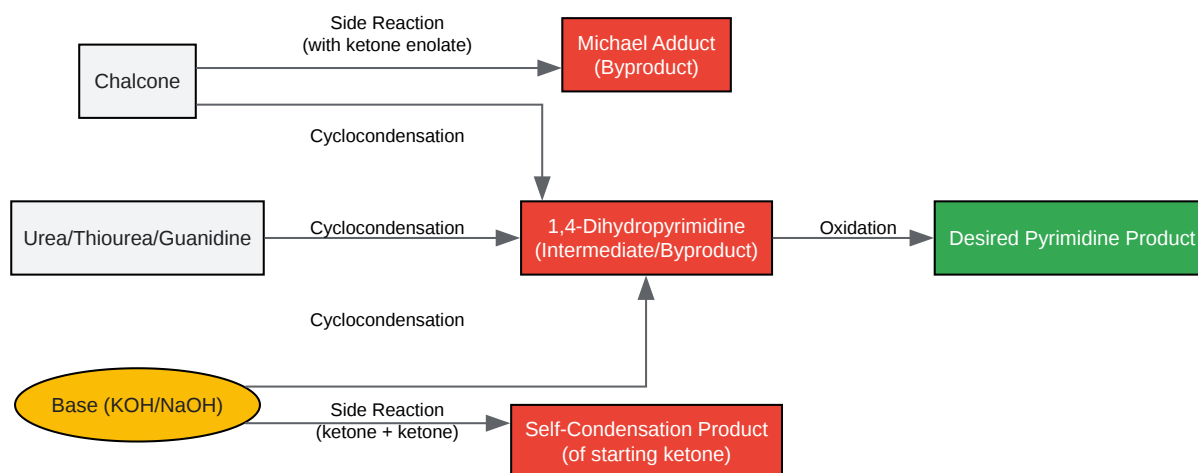 Side Reaction
(with ketone enolate)
Michael Adduct
(Byproduct)
Chalcone
Cyclocondensation
Urea/Thiourea/Guanidine
Cyclocondensation
1,4-Dihydropyrimidine
(Intermediate/Byproduct)
Oxidation
Desired Pyrimidine Product
Cyclocondensation
Base (KOH/NaOH)
Side Reaction
(ketone + ketone)
Self-Condensation Product
(of starting ketone)